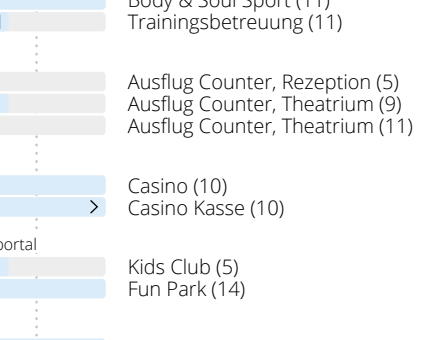 Body & Soul Sport (11)
Trainingsbetreuung (11)
Ausflug Counter, Rezeption (5)
Ausflug Counter, Theatrium (9)
Ausflug Counter, Theatrium (11)
Casino (10)
Casino Kasse (10)
portal
Kids Club (5)
Fun Park (14)